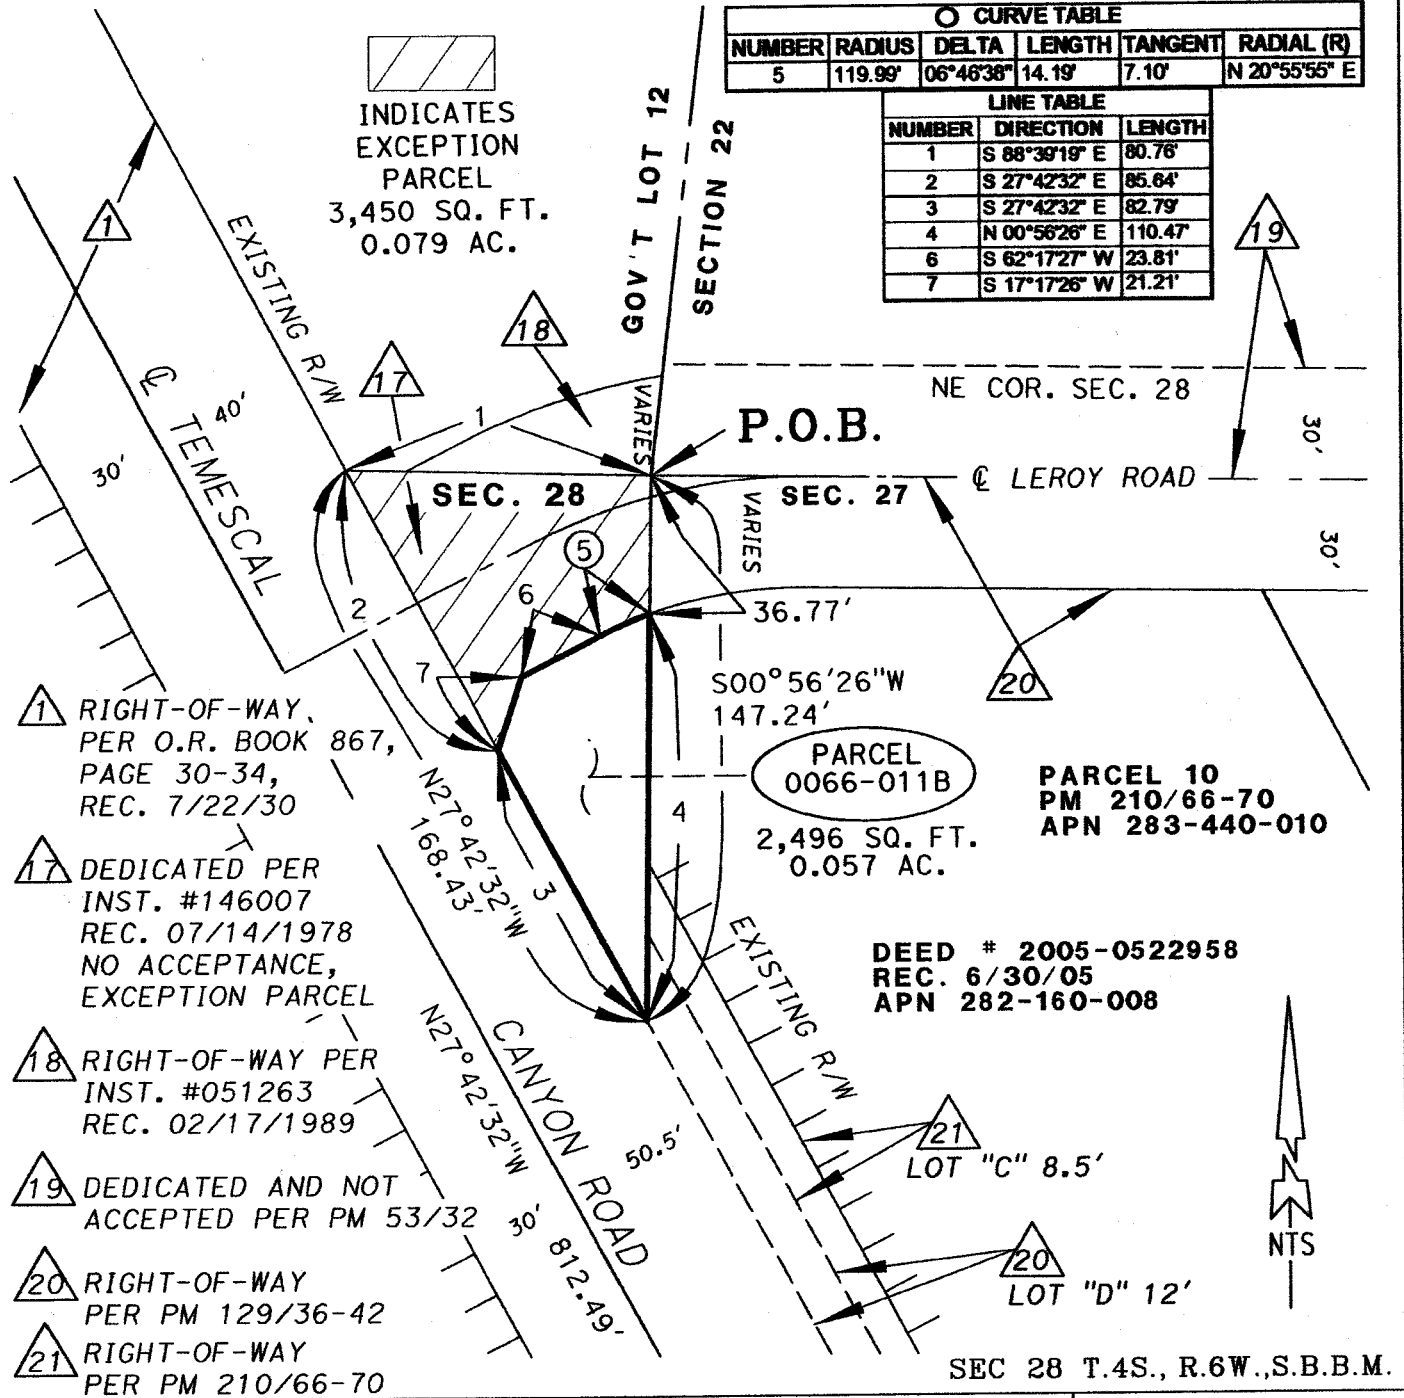 CURVE TABLE
NUMBER RADIUS DELTA LENGTH TANGENT RADIAL (R)
5 119.99' 06°46'38" 14.19' 7.10' N 20°55'55" E
LINE TABLE
NUMBER DIRECTION LENGTH
1 S 88°39'19" E 80.76'
2 S 27°42'32" E 85.64'
3 S 27°42'32" E 82.79'
4 N 00°56'26" E 110.47'
6 S 62°17'27" W 23.81'
7 S 17°17'26" W 21.21'
INDICATES
EXCEPTION
PARCEL
3,450 SQ. FT.
0.079 AC.
GOV'T LOT 12
SECTION 22
1
EXISTING R/W
17
18
19
NE COR. SEC. 28
VARIES
P.O.B.
1
℄ TEMESCAL
40'
30'
30'
SEC. 28
SEC. 27
℄ LEROY ROAD
VARIES
30'
5
6
2
7
36.77'
20
S00°56'26"W
147.24'
PARCEL
0066-011B
2,496 SQ. FT.
0.057 AC.
4
3
N27°42'32"W
168.43'
PARCEL 10
PM 210/66-70
APN 283-440-010
DEED # 2005-0522958
REC. 6/30/05
APN 282-160-008
EXISTING R/W
1 RIGHT-OF-WAY
PER O.R. BOOK 867,
PAGE 30-34,
REC. 7/22/30
17 DEDICATED PER
INST. #146007
REC. 07/14/1978
NO ACCEPTANCE,
EXCEPTION PARCEL
18 RIGHT-OF-WAY PER
INST. #051263
REC. 02/17/1989
19 DEDICATED AND NOT
ACCEPTED PER PM 53/32
20 RIGHT-OF-WAY
PER PM 129/36-42
21 RIGHT-OF-WAY
PER PM 210/66-70
CANYON ROAD
N27°42'32"W
812.49'
30'
50.5'
21
LOT "C" 8.5'
20
LOT "D" 12'
NTS
SEC 28 T.4S., R.6W.,S.B.B.M.